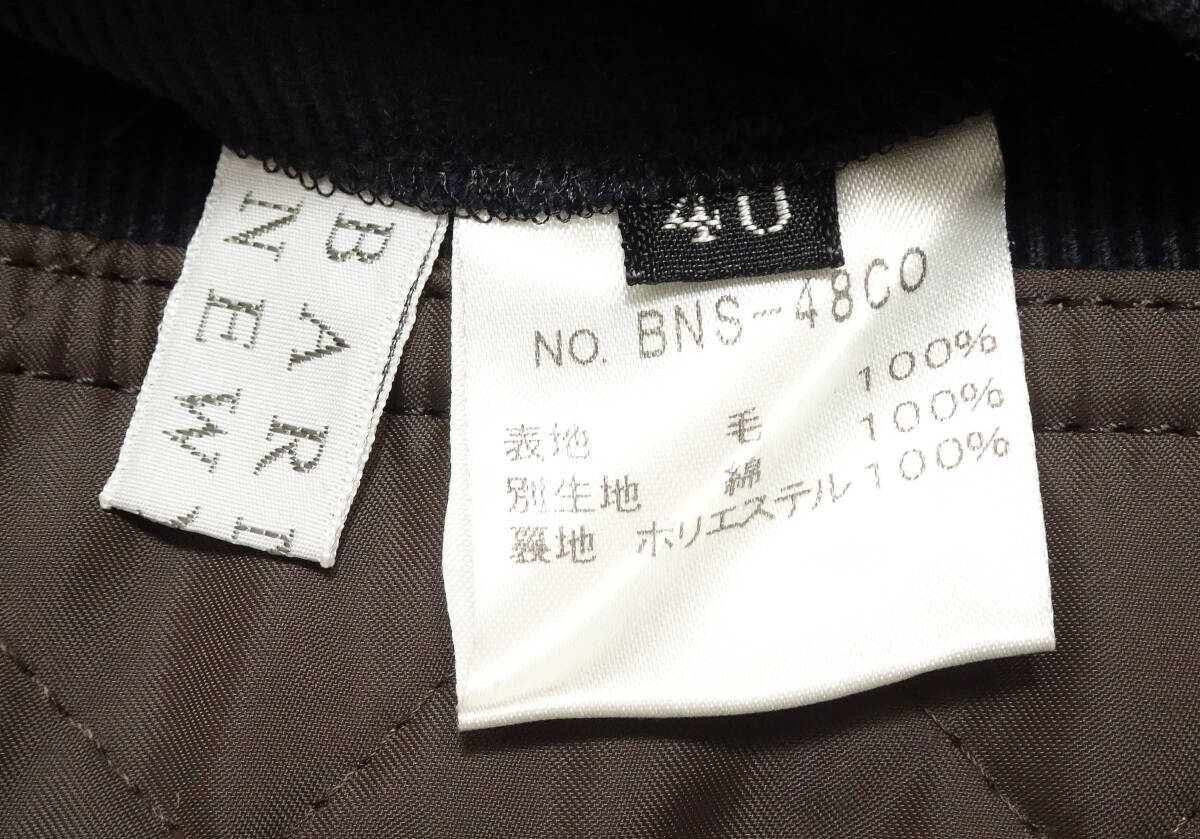 BART
NEW
40
NO. BNS-48CO
表地 毛 100%
別生地 綿 100%
裏地 ポリエステル100%